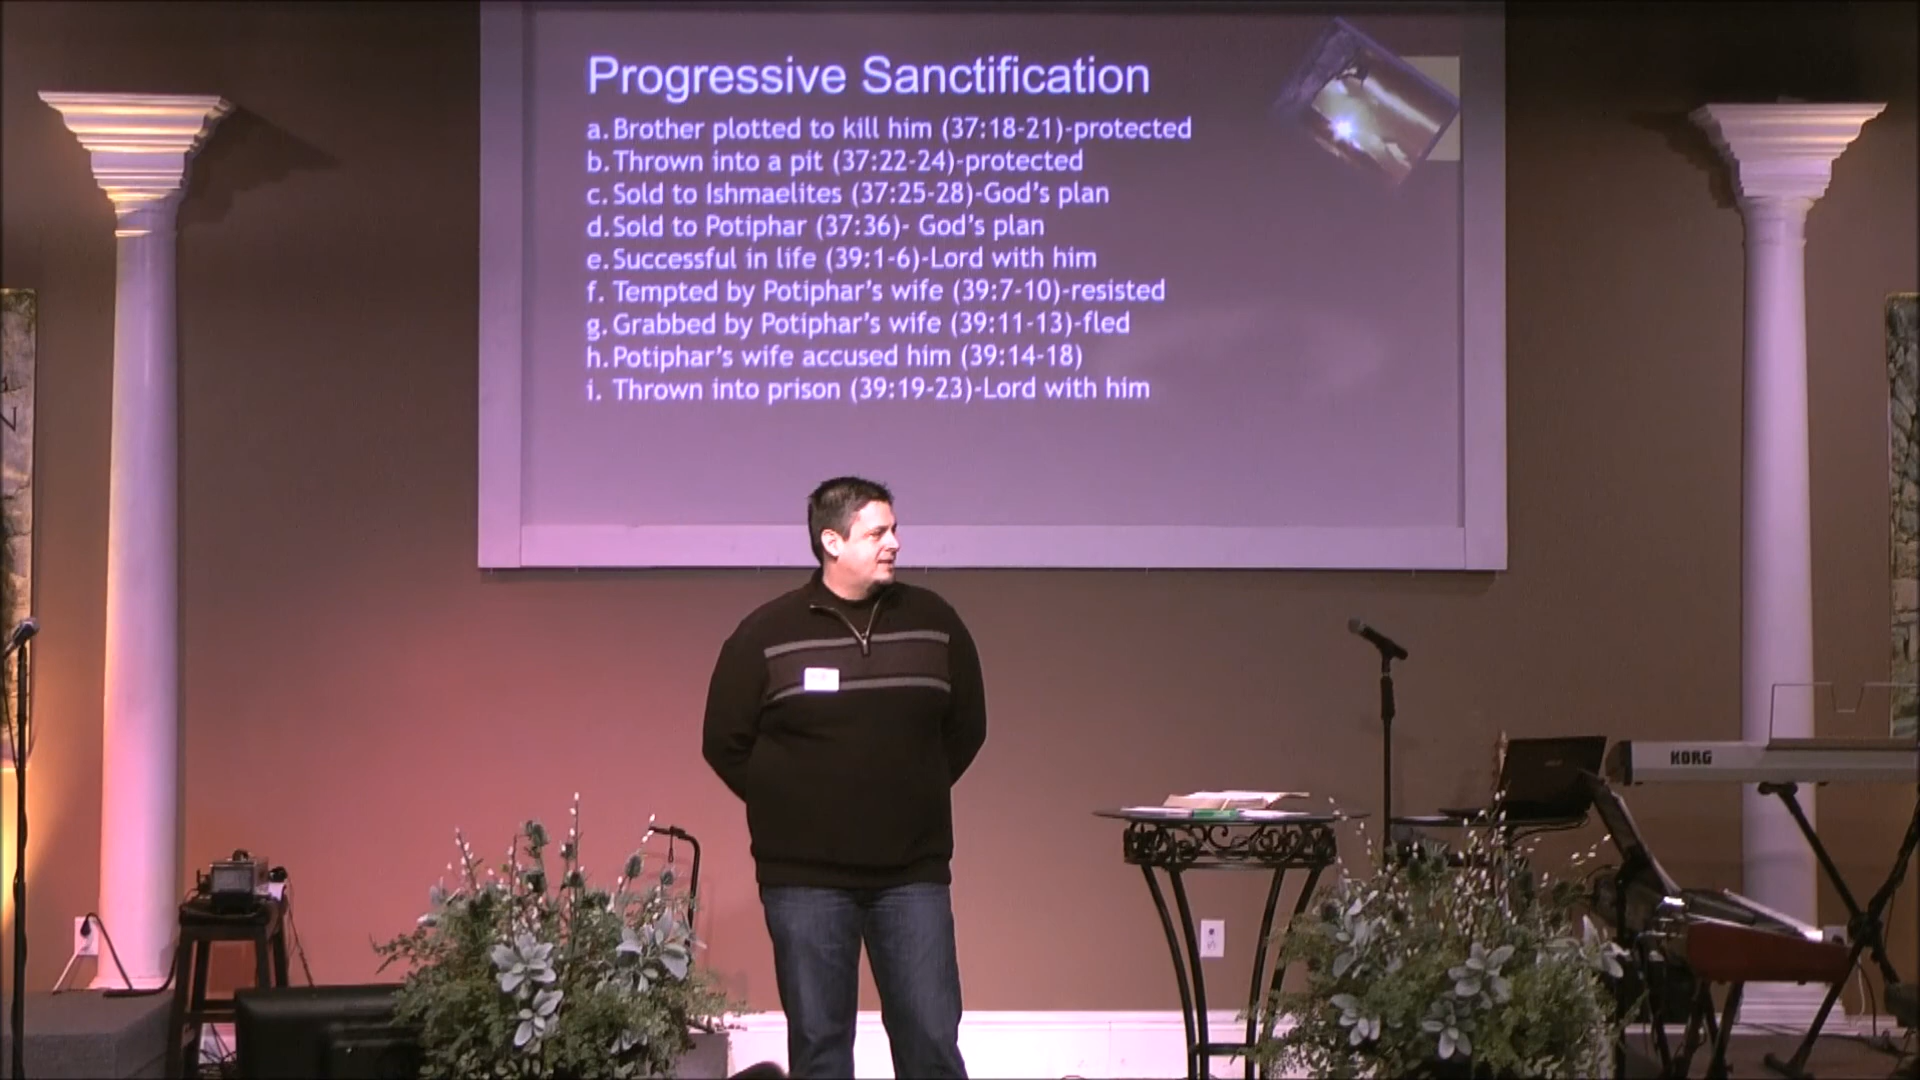 Progressive Sanctification
a. Brother plotted to kill him (37:18-21)-protected
b. Thrown into a pit (37:22-24)-protected
c. Sold to Ishmaelites (37:25-28)-God's plan
d. Sold to Potiphar (37:36)- God's plan
e. Successful in life (39:1-6)-Lord with him
f. Tempted by Potiphar's wife (39:7-10)-resisted
g. Grabbed by Potiphar's wife (39:11-13)-fled
h. Potiphar's wife accused him (39:14-18)
i. Thrown into prison (39:19-23)-Lord with him
KORG